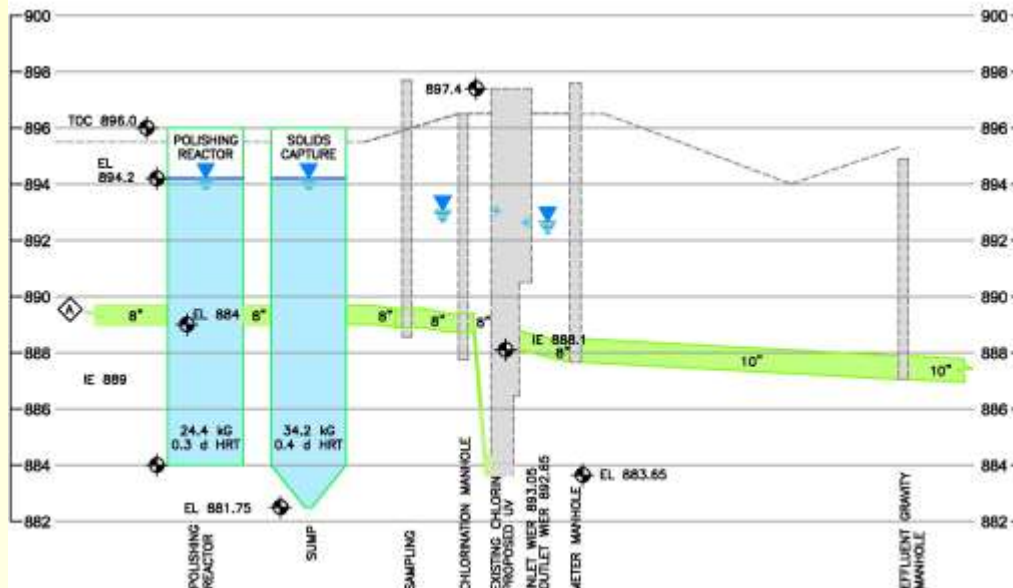 900
900
898
898
896
896
894
894
892
892
890
890
888
888
886
886
884
884
882
882
897.4
TOC 896.0
EL
894.2
POLISHING
REACTOR
SOLIDS
CAPTURE
A
8"
EL 884
8"
8"
8"
8"
IE 888.1
8"
10"
10"
IE 889
24.4 kG
0.3 d HRT
34.2 kG
0.4 d HRT
EL 881.75
EL 883.65
POLISHING
REACTOR
SUMP
SAMPLING
CHLORINATION MANHOLE
EXISTING CHLORIN
PROPOSED UV
NLET WIER 893.05
OUTLET WIER 892.65
METER MANHOLE
EFFLUENT GRAVITY
MANHOLE